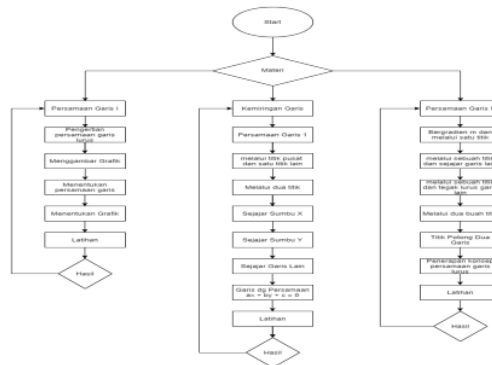 Start
Materi
Persamaan Garis I
Pengertian
persamaan garis
lurus
Menggambar Grafik
Menentukan
persamaan garis
Menentukan Grafik
Latihan
Hasil
Kemiringan Garis
Persamaan Garis 1
melalui titik pusat
dan satu titik lain
Melalui dua titik
Sejajar Sumbu X
Sejajar Sumbu Y
Sejajar Garis Lain
Garis dg Persamaan
ax + by + c = 0
Latihan
Hasil
Persamaan Garis
Bergradien m dan
melalui satu titik
melalui sebuah titik
dan sejajar garis lain
melalui sebuah titik
dan tegak lurus garis
lain
Melalui dua buah titik
Titik Potong Dua
Garis
Penerapan konsep
persamaan garis
lurus
Latihan
Hasil